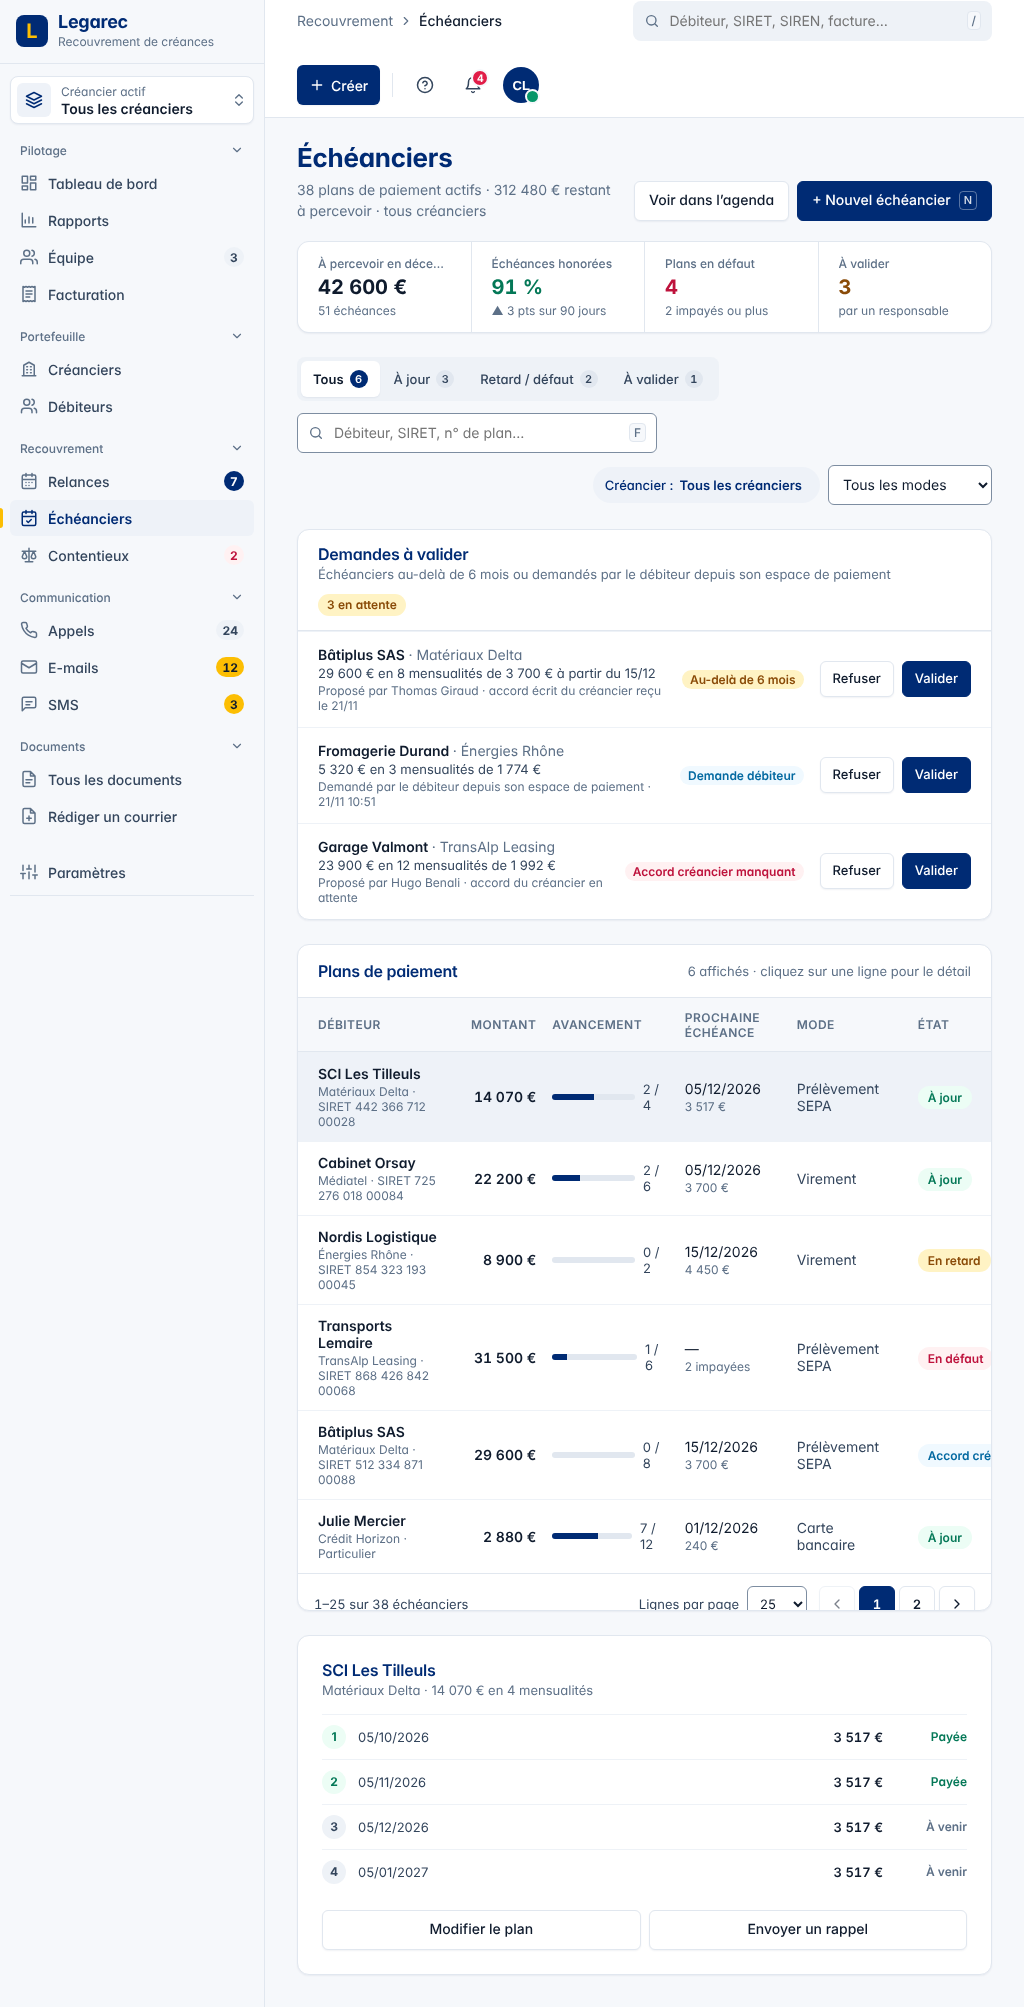 L
Legarec
Recouvrement de créances
Créancier actif
Tous les créanciers
Pilotage
Tableau de bord
Rapports
Équipe 3
Facturation
Portefeuille
Créanciers
Débiteurs
Recouvrement
Relances 7
Échéanciers
Contentieux 2
Communication
Appels 24
E-mails 12
SMS 3
Documents
Tous les documents
Rédiger un courrier
Paramètres
Recouvrement > Échéanciers
Débiteur, SIRET, SIREN, facture... /
+ Créer
4
CL
Échéanciers
38 plans de paiement actifs · 312 480 € restant
à percevoir · tous créanciers
Voir dans l'agenda
+ Nouvel échéancier N
À percevoir en déce...
42 600 €
51 échéances
Échéances honorées
91 %
▲ 3 pts sur 90 jours
Plans en défaut
4
2 impayés ou plus
À valider
3
par un responsable
Tous 6
À jour 3
Retard / défaut 2
À valider 1
Débiteur, SIRET, n° de plan... F
Créancier : Tous les créanciers
Tous les modes
Demandes à valider
Échéanciers au-delà de 6 mois ou demandés par le débiteur depuis son espace de paiement
3 en attente
Bâtiplus SAS · Matériaux Delta
29 600 € en 8 mensualités de 3 700 € à partir du 15/12
Proposé par Thomas Giraud · accord écrit du créancier reçu
le 21/11
Au-delà de 6 mois
Refuser
Valider
Fromagerie Durand · Énergies Rhône
5 320 € en 3 mensualités de 1 774 €
Demandé par le débiteur depuis son espace de paiement ·
21/11 10:51
Demande débiteur
Refuser
Valider
Garage Valmont · TransAlp Leasing
23 900 € en 12 mensualités de 1 992 €
Proposé par Hugo Benali · accord du créancier en
attente
Accord créancier manquant
Refuser
Valider
Plans de paiement
6 affichés · cliquez sur une ligne pour le détail
DÉBITEUR MONTANT AVANCEMENT PROCHAINE ÉCHÉANCE MODE ÉTAT
SCI Les Tilleuls
Matériaux Delta ·
SIRET 442 366 712
00028
14 070 €
2 /
4
05/12/2026
3 517 €
Prélèvement
SEPA
À jour
Cabinet Orsay
Médiatel · SIRET 725
276 018 00084
22 200 €
2 /
6
05/12/2026
3 700 €
Virement
À jour
Nordis Logistique
Énergies Rhône ·
SIRET 854 323 193
00045
8 900 €
0 /
2
15/12/2026
4 450 €
Virement
En retard
Transports
Lemaire
TransAlp Leasing ·
SIRET 868 426 842
00068
31 500 €
1 /
6
—
2 impayées
Prélèvement
SEPA
En défaut
Bâtiplus SAS
Matériaux Delta ·
SIRET 512 334 871
00088
29 600 €
0 /
8
15/12/2026
3 700 €
Prélèvement
SEPA
Accord cré
Julie Mercier
Crédit Horizon ·
Particulier
2 880 €
7 /
12
01/12/2026
240 €
Carte
bancaire
À jour
1–25 sur 38 échéanciers
Lignes par page 25
1 2
SCI Les Tilleuls
Matériaux Delta · 14 070 € en 4 mensualités
1 05/10/2026 3 517 € Payée
2 05/11/2026 3 517 € Payée
3 05/12/2026 3 517 € À venir
4 05/01/2027 3 517 € À venir
Modifier le plan
Envoyer un rappel